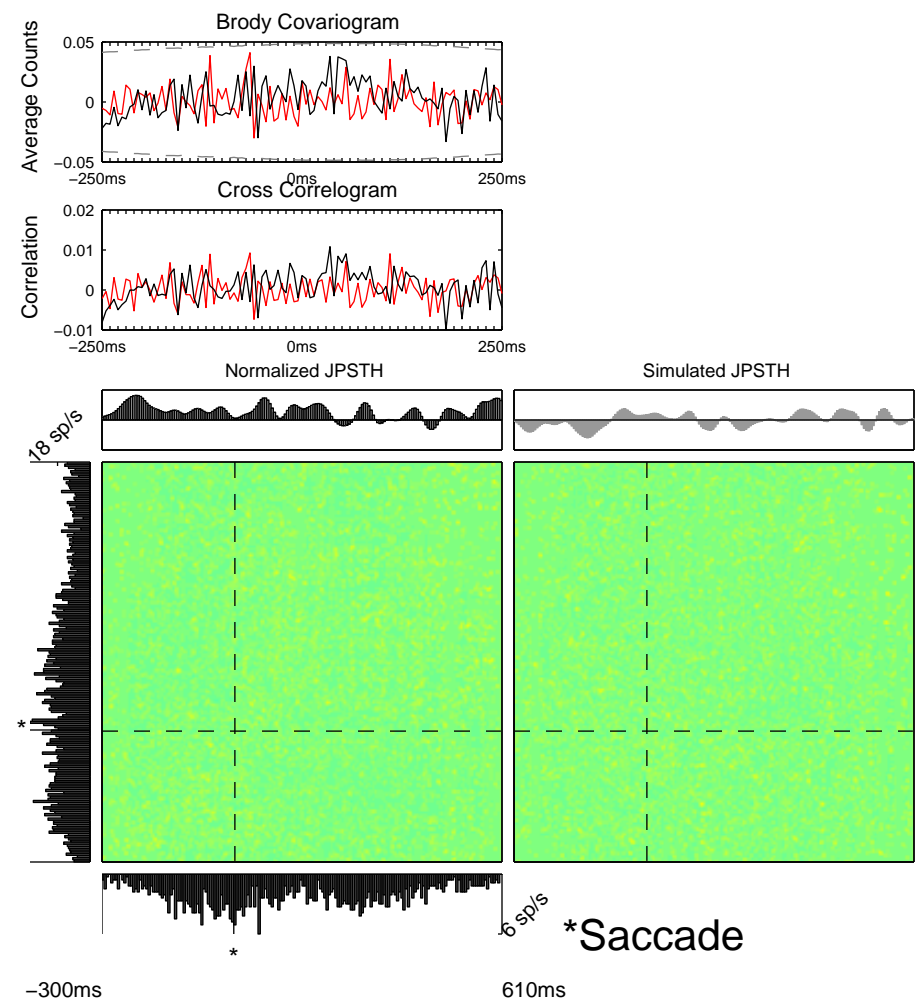 Brody Covariogram
Average Counts
0.05
0
−0.05
−250ms
0ms
250ms
Cross Correlogram
Correlation
0.02
0.01
0
−0.01
−250ms
0ms
250ms
Normalized JPSTH
Simulated JPSTH
18 sp/s
*
6 sp/s
*
*Saccade
−300ms
610ms